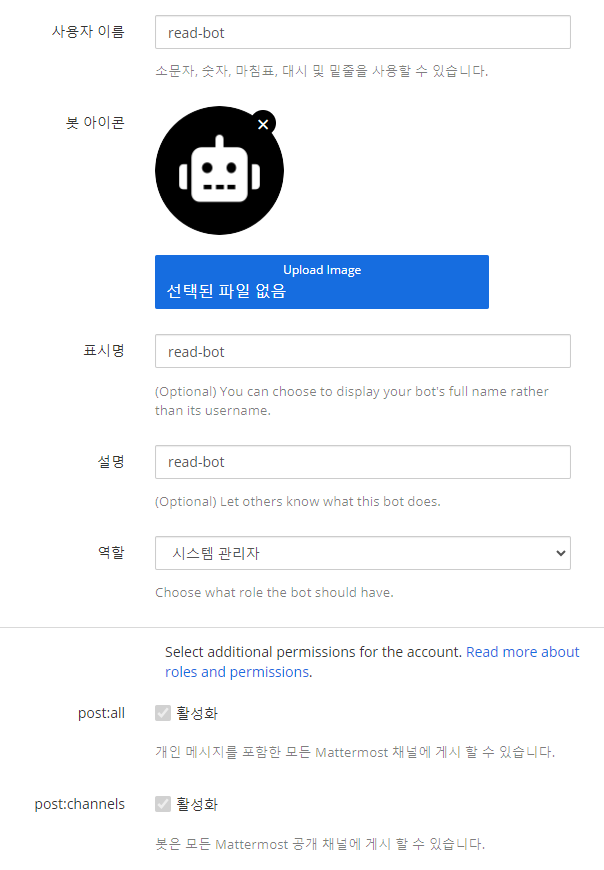 사용자 이름
read-bot
소문자, 숫자, 마침표, 대시 및 밑줄을 사용할 수 있습니다.
봇 아이콘
Upload Image
선택된 파일 없음
표시명
read-bot
(Optional) You can choose to display your bot's full name rather
than its username.
설명
read-bot
(Optional) Let others know what this bot does.
역할
시스템 관리자
Choose what role the bot should have.
Select additional permissions for the account. Read more about
roles and permissions.
post:all
활성화
개인 메시지를 포함한 모든 Mattermost 채널에 게시 할 수 있습니다.
post:channels
활성화
봇은 모든 Mattermost 공개 채널에 게시 할 수 있습니다.